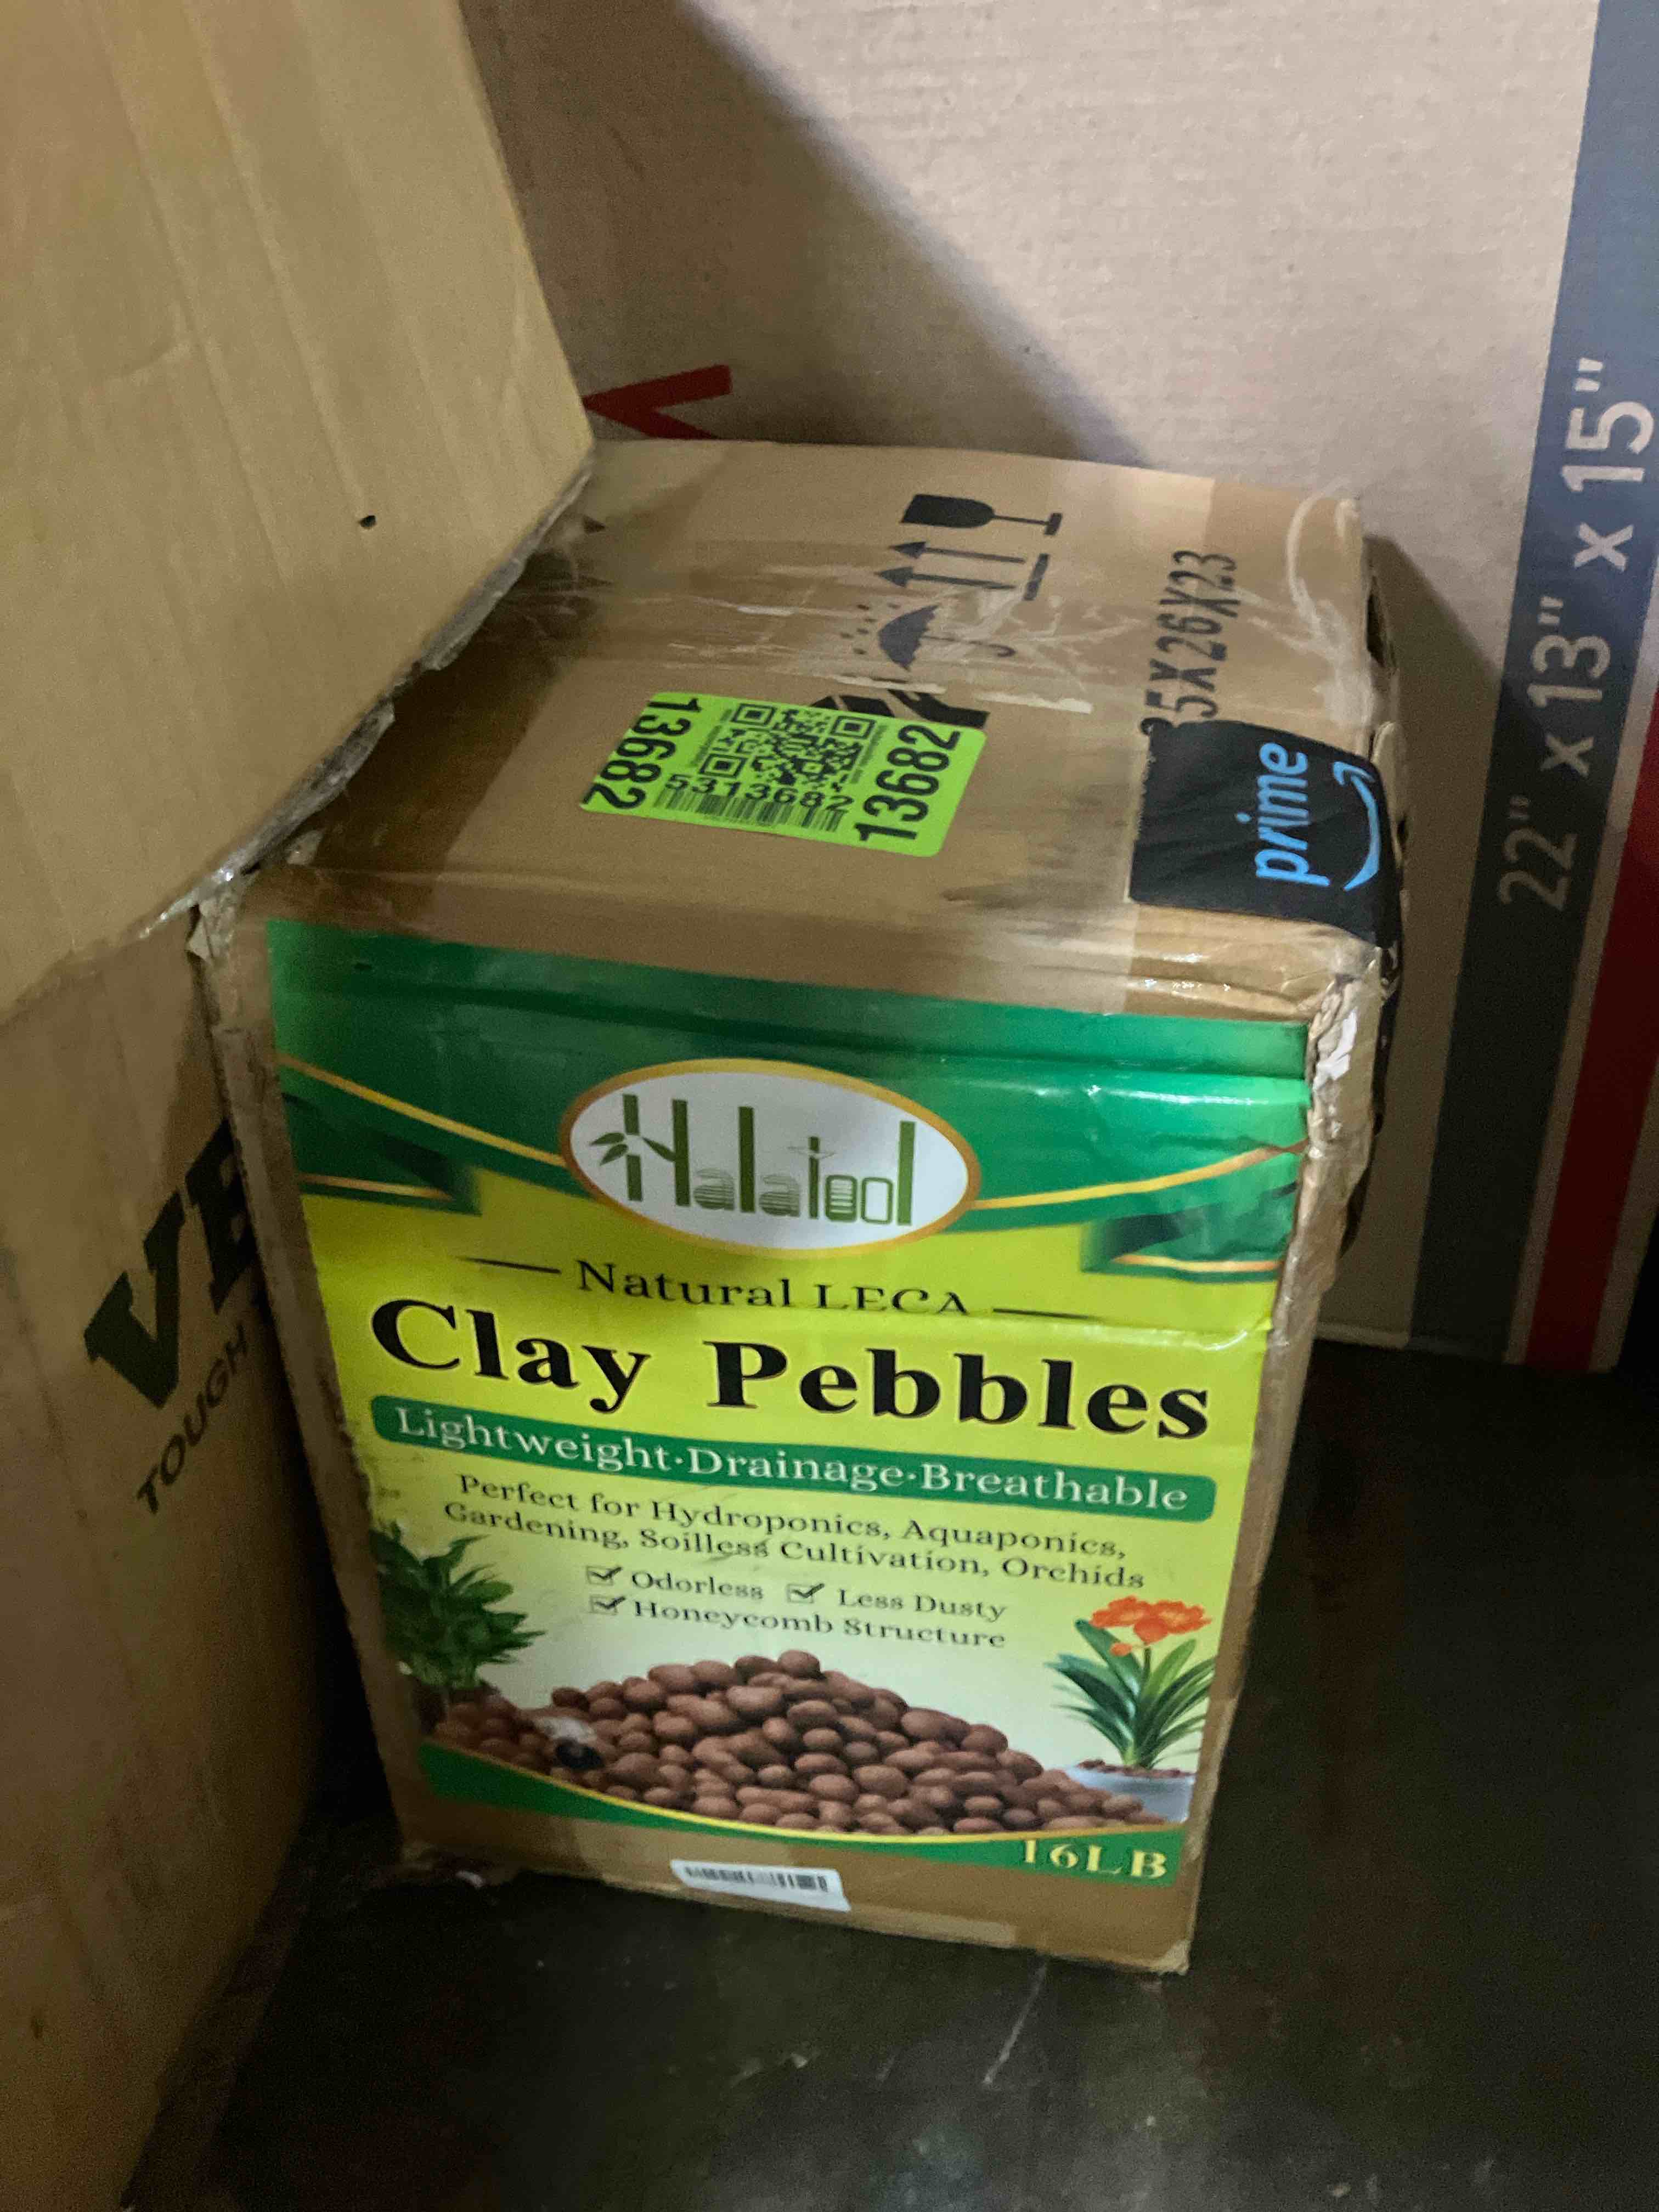 22" x 13" x 15"
35X26X23
prime
13682
5313682
13682
Halatool
Natural LECA
Clay Pebbles
Lightweight·Drainage·Breathable
Perfect for Hydroponics, Aquaponics,
Gardening, Soilless Cultivation, Orchids
Odorless Less Dusty
Honeycomb Structure
16LB
TOUGH